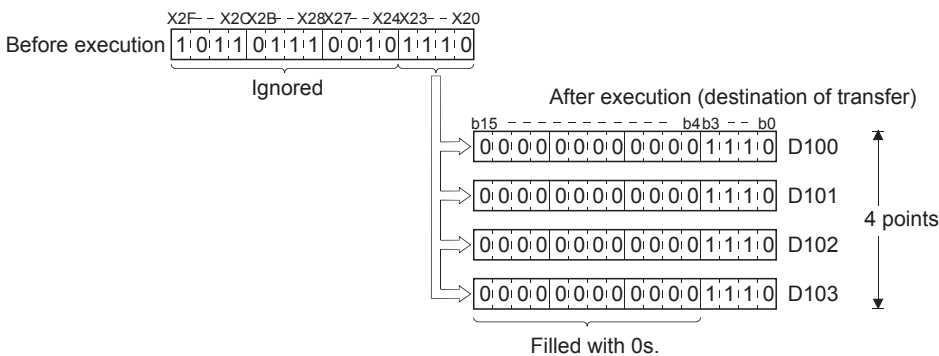 X2F - - X2C X2B - - X28 X27 - - X24 X23 - - X20
Before execution 1 0 1 1 0 1 1 1 0 0 1 0 1 1 1 0
Ignored
After execution (destination of transfer)
b15 - - - - - - - - - - - - b4 b3 - - b0
0 0 0 0 0 0 0 0 0 0 0 0 1 1 1 0 D100
0 0 0 0 0 0 0 0 0 0 0 0 1 1 1 0 D101
4 points
0 0 0 0 0 0 0 0 0 0 0 0 1 1 1 0 D102
0 0 0 0 0 0 0 0 0 0 0 0 1 1 1 0 D103
Filled with 0s.